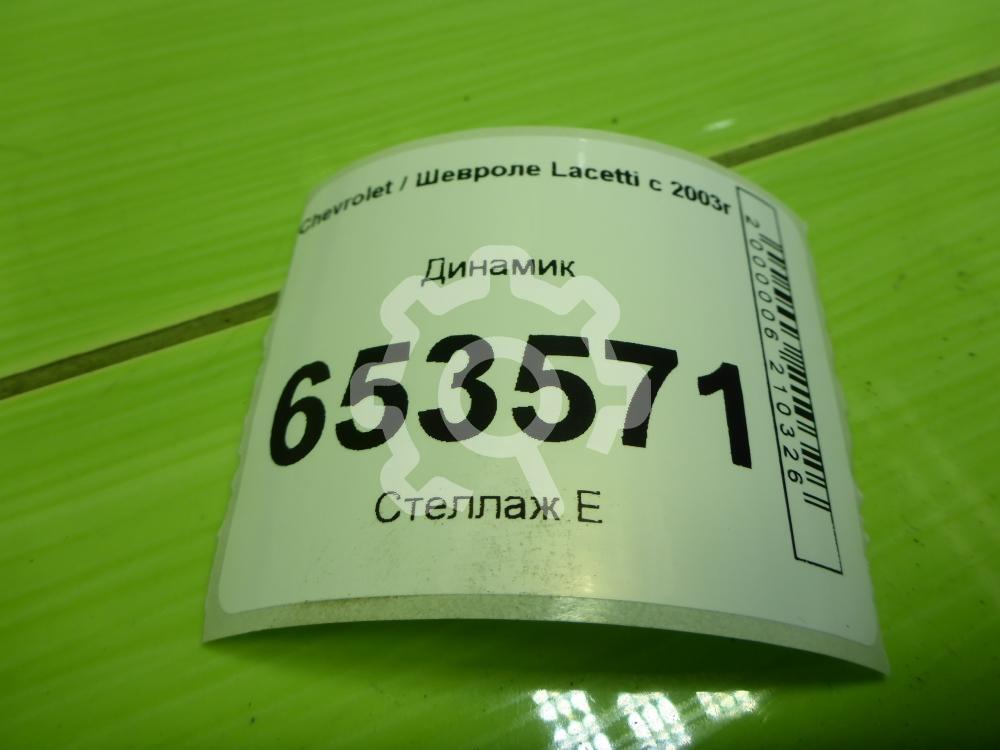 Chevrolet / Шевроле Lacetti с 2003г
Динамик
653571
Стеллаж Е
2000006210326